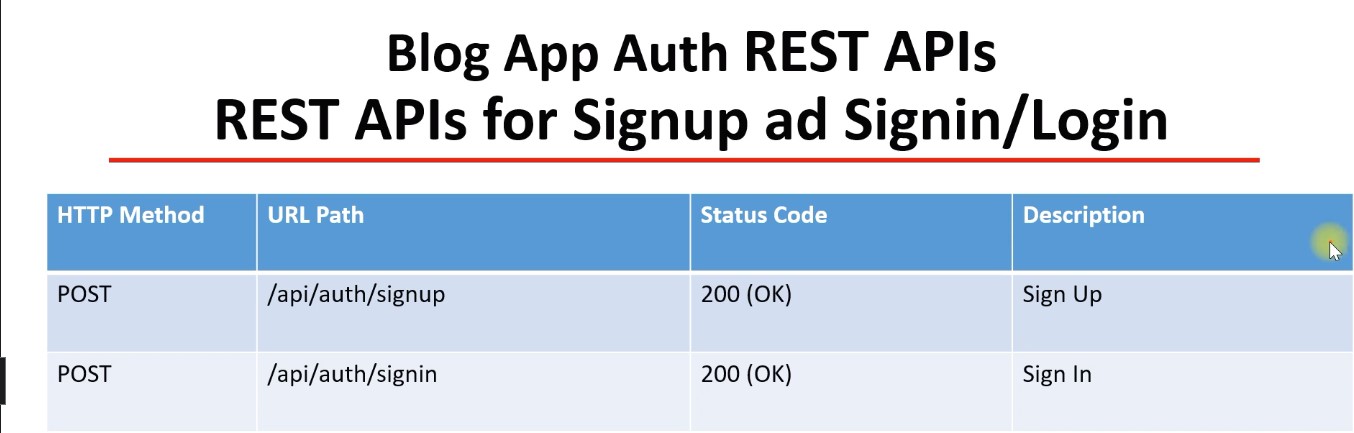 Blog App Auth REST APIs
REST APIs for Signup ad Signin/Login
HTTP Method URL Path Status Code Description
POST /api/auth/signup 200 (OK) Sign Up
POST /api/auth/signin 200 (OK) Sign In